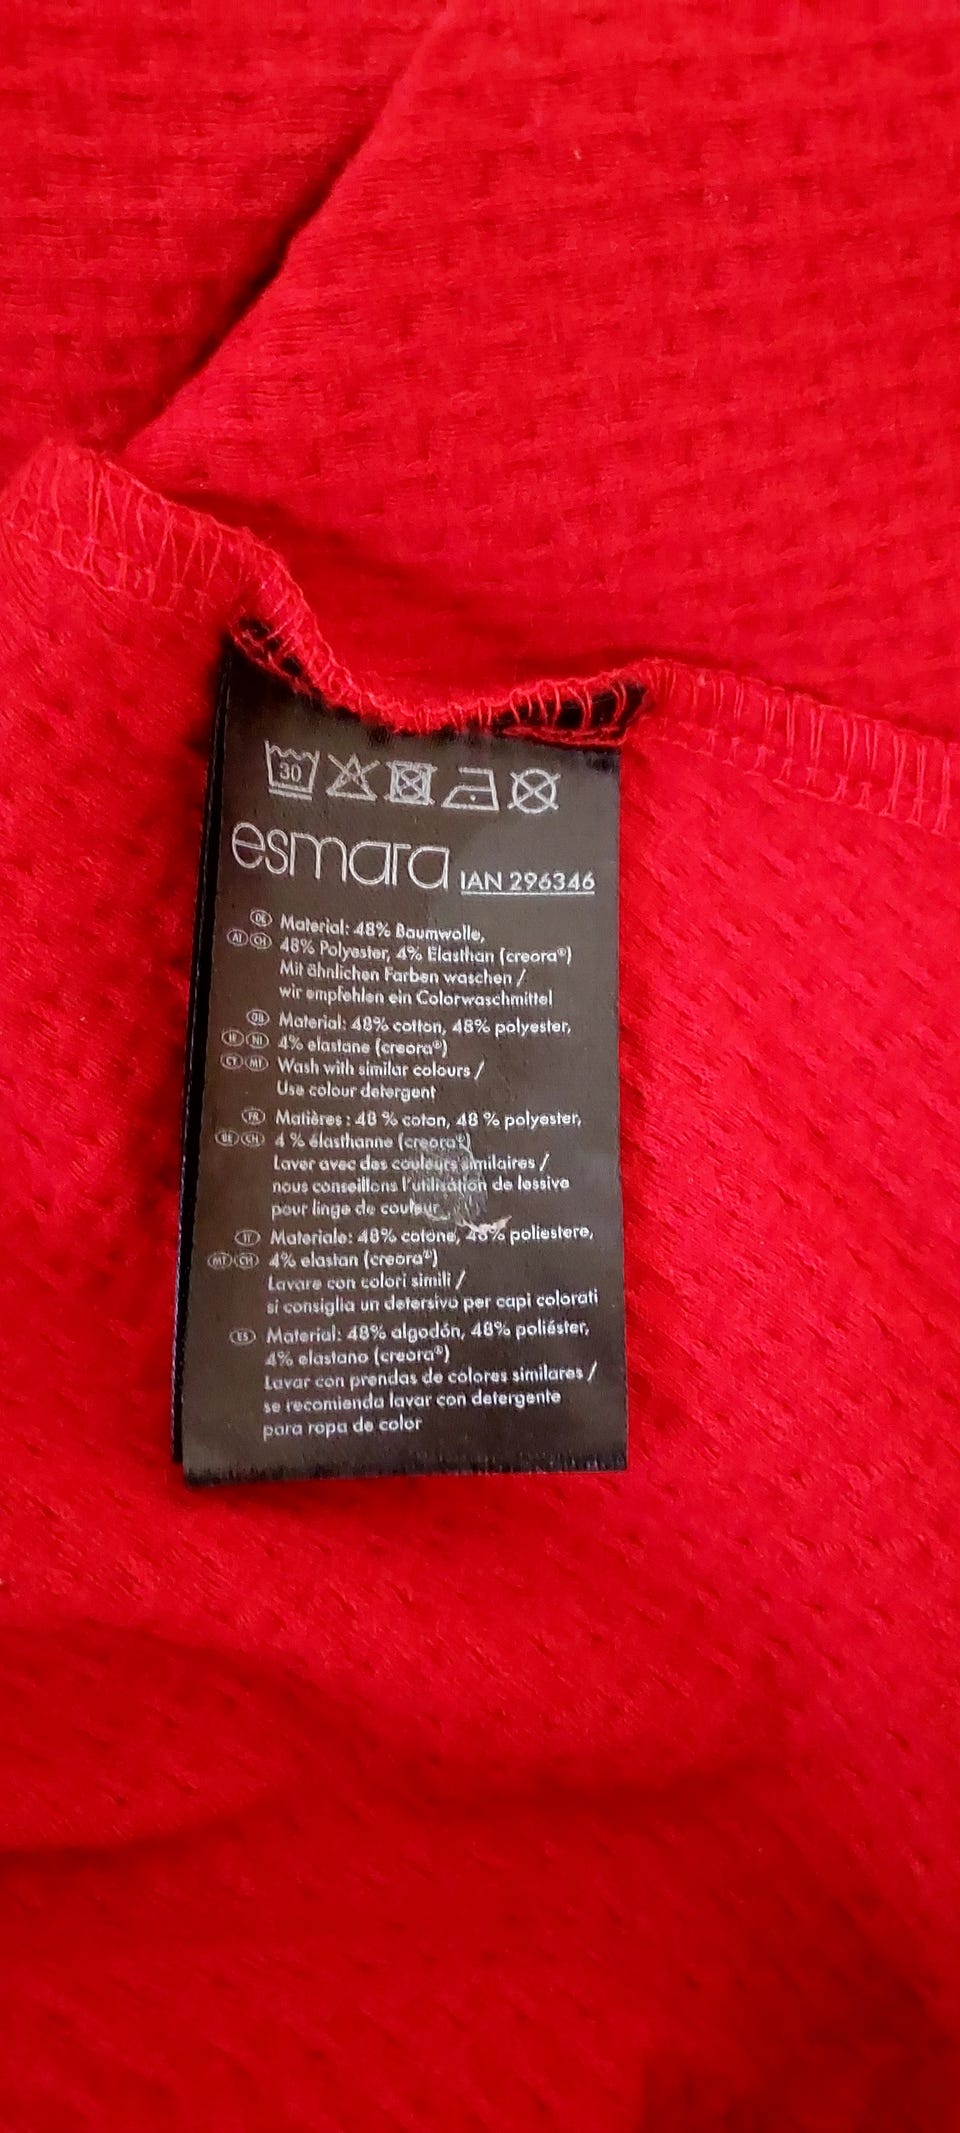 30
esmara IAN 296346
DE Material: 48% Baumwolle,
AT CH 48% Polyester, 4% Elasthan (creora®)
Mit ähnlichen Farben waschen /
wir empfehlen ein Colorwaschmittel
GB Material: 48% cotton, 48% polyester,
IE NI 4% elastane (creora®)
CY MT Wash with similar colours /
Use colour detergent
FR Matières : 48 % coton, 48 % polyester,
BE CH 4 % élasthanne (creora®)
Laver avec des couleurs similaires /
nous conseillons l'utilisation de lessive
pour linge de couleur
IT Materiale: 48% cotone, 48% poliestere,
MT CH 4% elastan (creora®)
Lavare con colori simili /
si consiglia un detersivo per capi colorati
ES Material: 48% algodón, 48% poliéster,
4% elastano (creora®)
Lavar con prendas de colores similares /
se recomienda lavar con detergente
para ropa de color